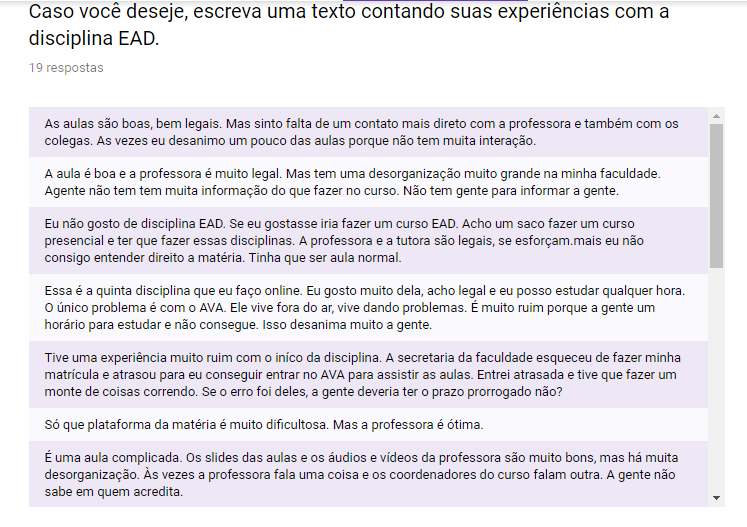 Caso você deseje, escreva uma texto contando suas experiências com a
disciplina EAD.
19 respostas
As aulas são boas, bem legais. Mas sinto falta de um contato mais direto com a professora e também com os
colegas. As vezes eu desanimo um pouco das aulas porque não tem muita interação.
A aula é boa e a professora é muito legal. Mas tem uma desorganização muito grande na minha faculdade.
Agente não tem tem muita informação do que fazer no curso. Não tem gente para informar a gente.
Eu não gosto de disciplina EAD. Se eu gostasse iria fazer um curso EAD. Acho um saco fazer um curso
presencial e ter que fazer essas disciplinas. A professora e a tutora são legais, se esforçam.mais eu não
consigo entender direito a matéria. Tinha que ser aula normal.
Essa é a quinta disciplina que eu faço online. Eu gosto muito dela, acho legal e eu posso estudar qualquer hora.
O único problema é com o AVA. Ele vive fora do ar, vive dando problemas. É muito ruim porque a gente um
horário para estudar e não consegue. Isso desanima muito a gente.
Tive uma experiência muito ruim com o iníco da disciplina. A secretaria da faculdade esqueceu de fazer minha
matrícula e atrasou para eu conseguir entrar no AVA para assistir as aulas. Entrei atrasada e tive que fazer um
monte de coisas correndo. Se o erro foi deles, a gente deveria ter o prazo prorrogado não?
Só que plataforma da matéria é muito dificultosa. Mas a professora é ótima.
É uma aula complicada. Os slides das aulas e os áudios e vídeos da professora são muito bons, mas há muita
desorganização. Às vezes a professora fala uma coisa e os coordenadores do curso falam outra. A gente não
sabe em quem acredita.